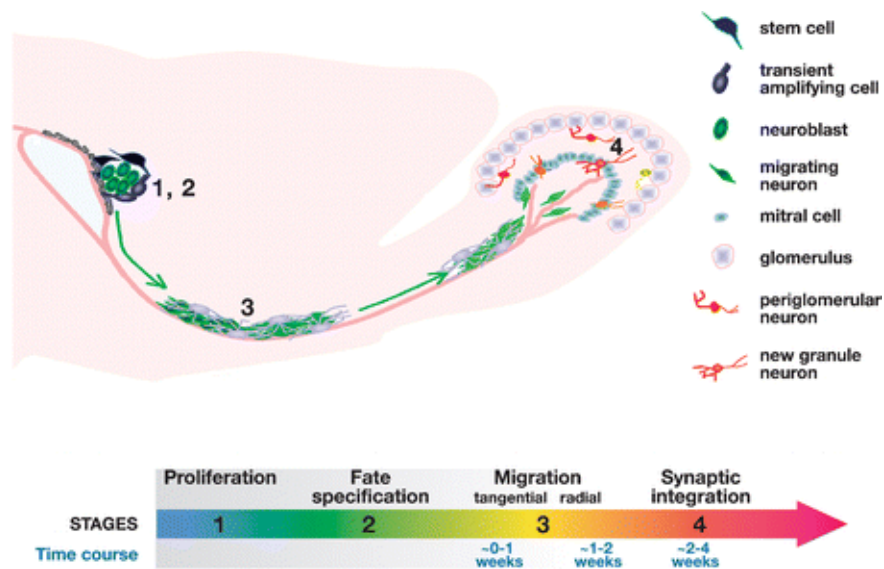 stem cell
transient
amplifying cell
neuroblast
migrating
neuron
mitral cell
glomerulus
periglomerular
neuron
new granule
neuron
1, 2
3
4
Proliferation
Fate
specification
Migration
tangential radial
Synaptic
integration
STAGES
1
2
3
4
Time course
~0-1
weeks
~1-2
weeks
~2-4
weeks